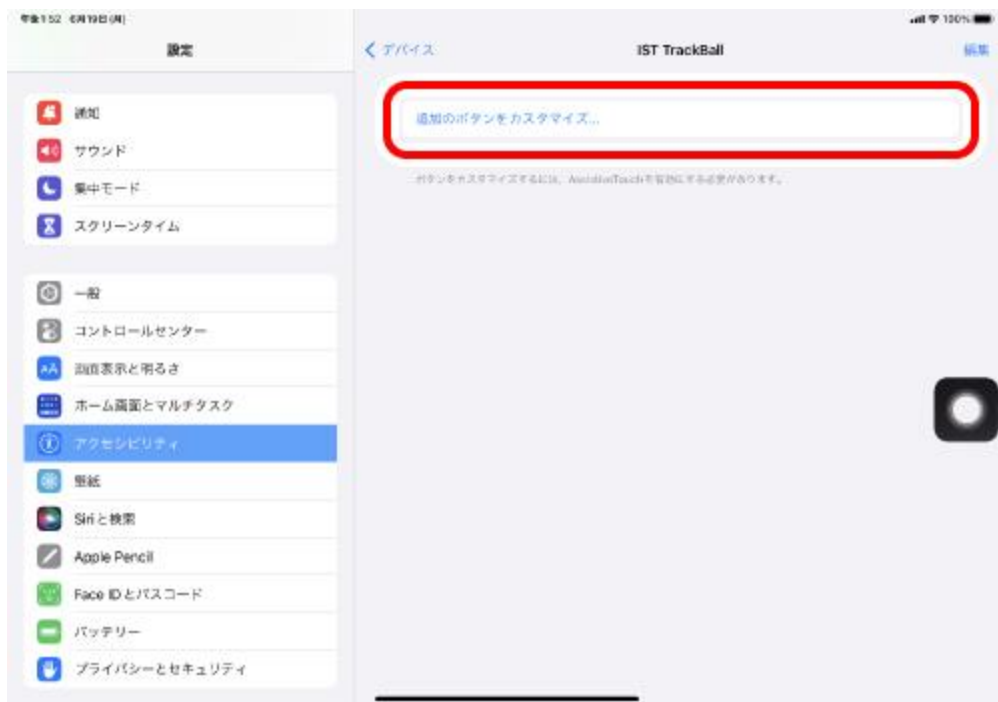 午後1:52 6月19日(月)
100%
設定
デバイス
IST TrackBall
編集
通知
サウンド
集中モード
スクリーンタイム
追加のボタンをカスタマイズ...
ボタンをカスタマイズするには、AssistiveTouchを有効にする必要があります。
一般
コントロールセンター
画面表示と明るさ
ホーム画面とマルチタスク
アクセシビリティ
壁紙
Siriと検索
Apple Pencil
Face IDとパスコード
バッテリー
プライバシーとセキュリティ